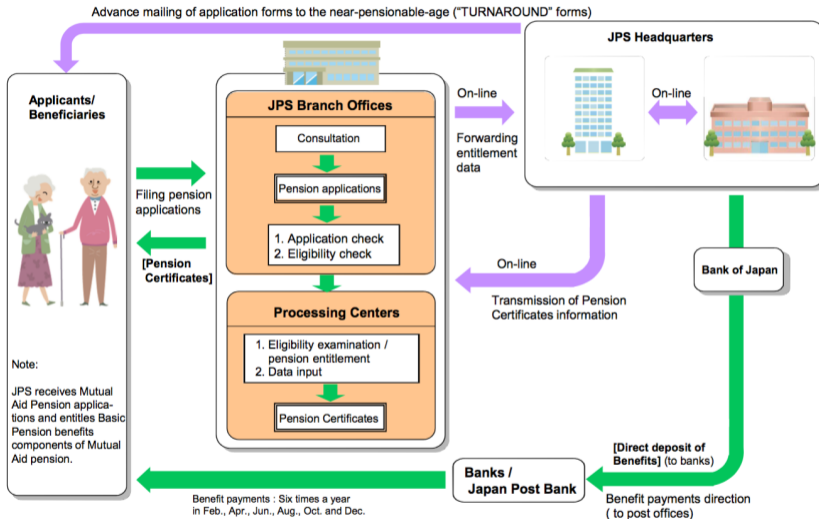 Advance mailing of application forms to the near-pensionable-age ("TURNAROUND" forms)
JPS Headquarters
On-line
Applicants/
Beneficiaries
JPS Branch Offices
Consultation
Pension applications
1. Application check
2. Eligibility check
On-line
Forwarding
entitlement
data
Filing pension
applications
[Pension
Certificates]
On-line
Transmission of Pension
Certificates information
Bank of Japan
Processing Centers
1. Eligibility examination /
pension entitlement
2. Data input
Pension Certificates
Note:
JPS receives Mutual
Aid Pension applica-
tions and entitles Basic
Pension benefits
components of Mutual
Aid pension.
[Direct deposit of
Benefits] (to banks)
Banks /
Japan Post Bank
Benefit payments direction
( to post offices)
Benefit payments : Six times a year
in Feb., Apr., Jun., Aug., Oct. and Dec.